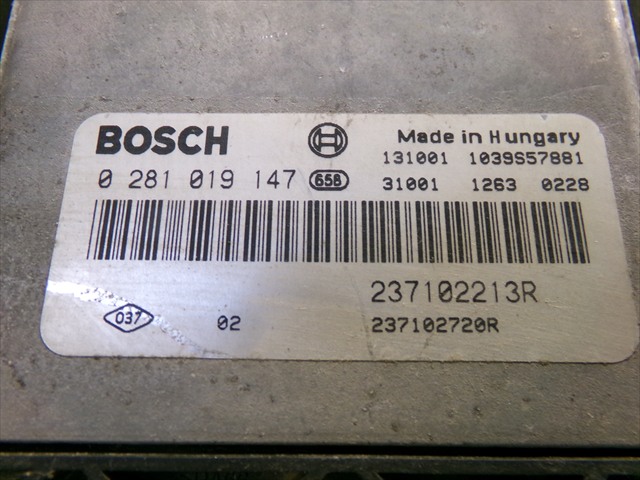 BOSCH Made in Hungary
131001 1039S57881
0 281 019 147 658 31001 1263 0228
237102213R
037 02 237102720R